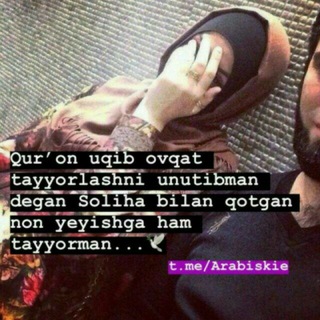 Qur’on uqib ovqat
tayyorlashni unutibman
degan Soliha bilan qotgan
non yeyishga ham
tayyorman...🕊
t.me/Arabiskie